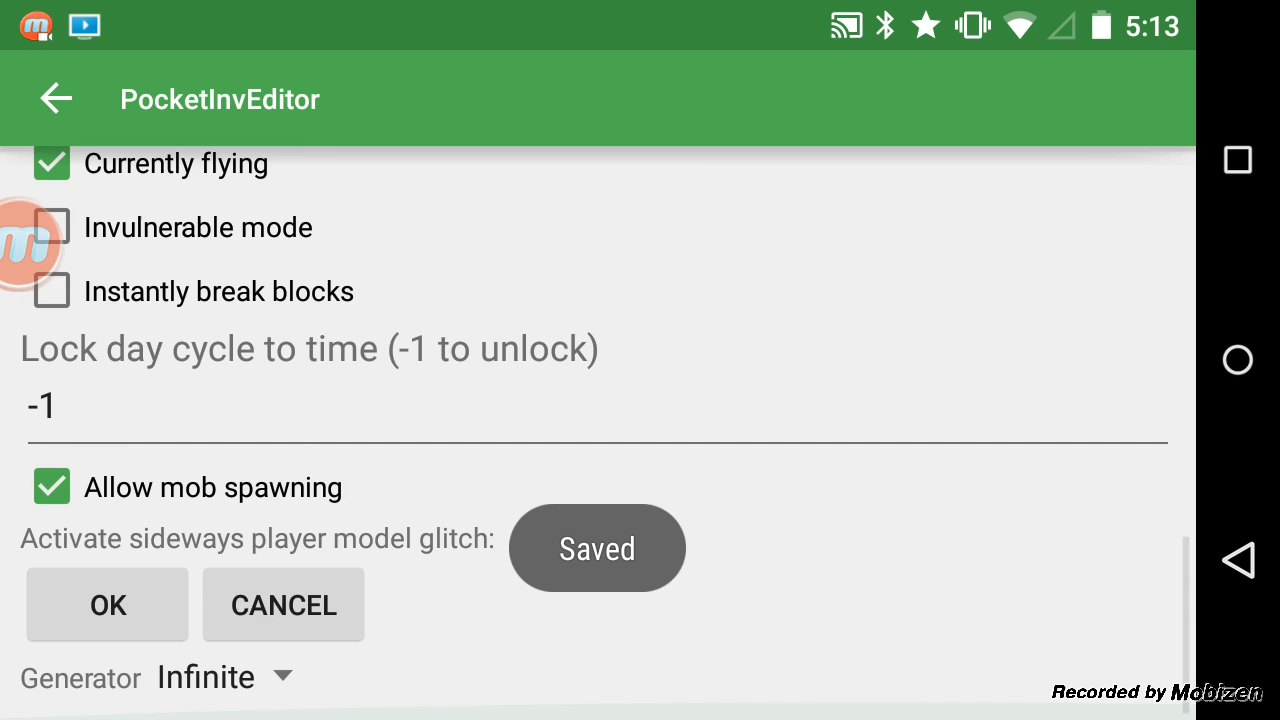 5:13
PocketInvEditor
Currently flying
Invulnerable mode
Instantly break blocks
Lock day cycle to time (-1 to unlock)
-1
Allow mob spawning
Activate sideways player model glitch:
Saved
OK CANCEL
Generator Infinite
Recorded by Mobizen